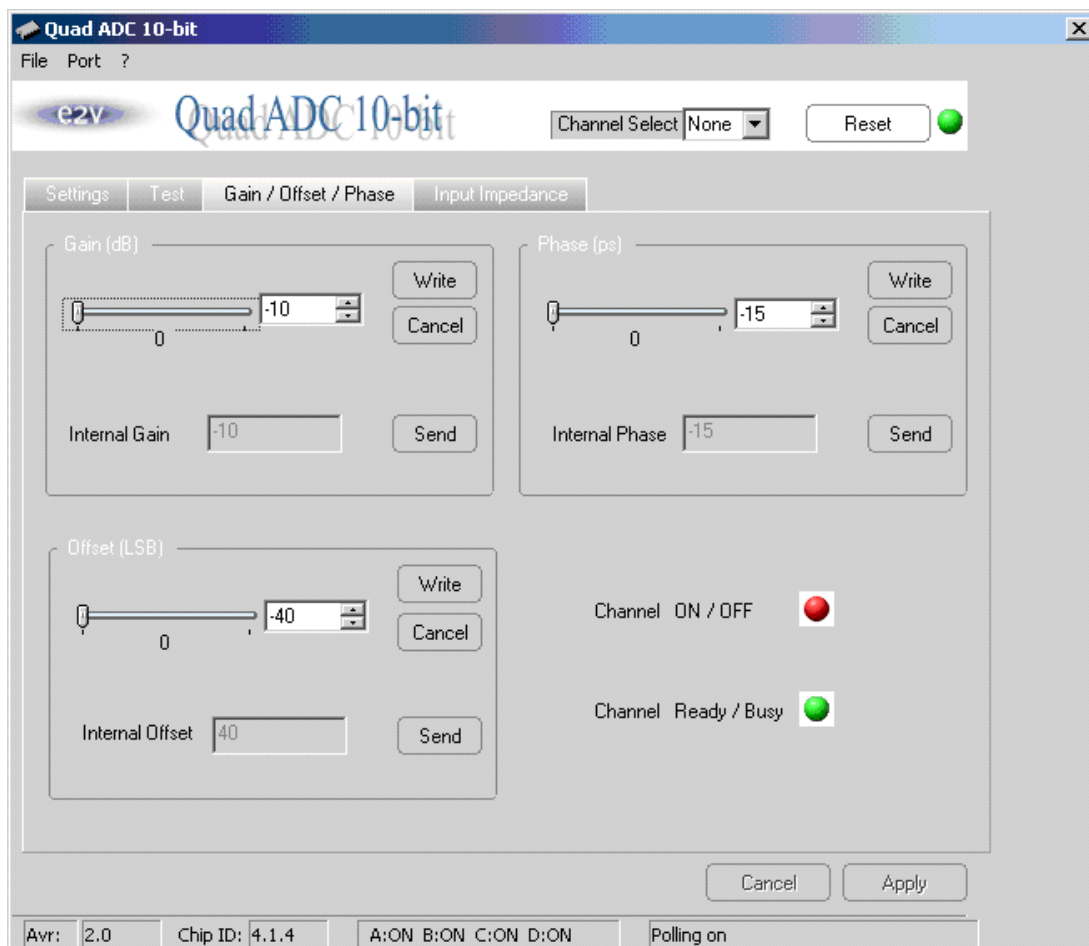 Quad ADC 10-bit
File Port ?
e2v Quad ADC 10-bit Channel Select None Reset
Settings Test Gain / Offset / Phase Input Impedance
Gain (dB)
-10
0
Write
Cancel
Internal Gain -10 Send
Phase (ps)
-15
0
Write
Cancel
Internal Phase -15 Send
Offset (LSB)
-40
0
Write
Cancel
Internal Offset 40 Send
Channel ON / OFF
Channel Ready / Busy
Cancel Apply
Avr: 2.0 Chip ID: 4.1.4 A:ON B:ON C:ON D:ON Polling on